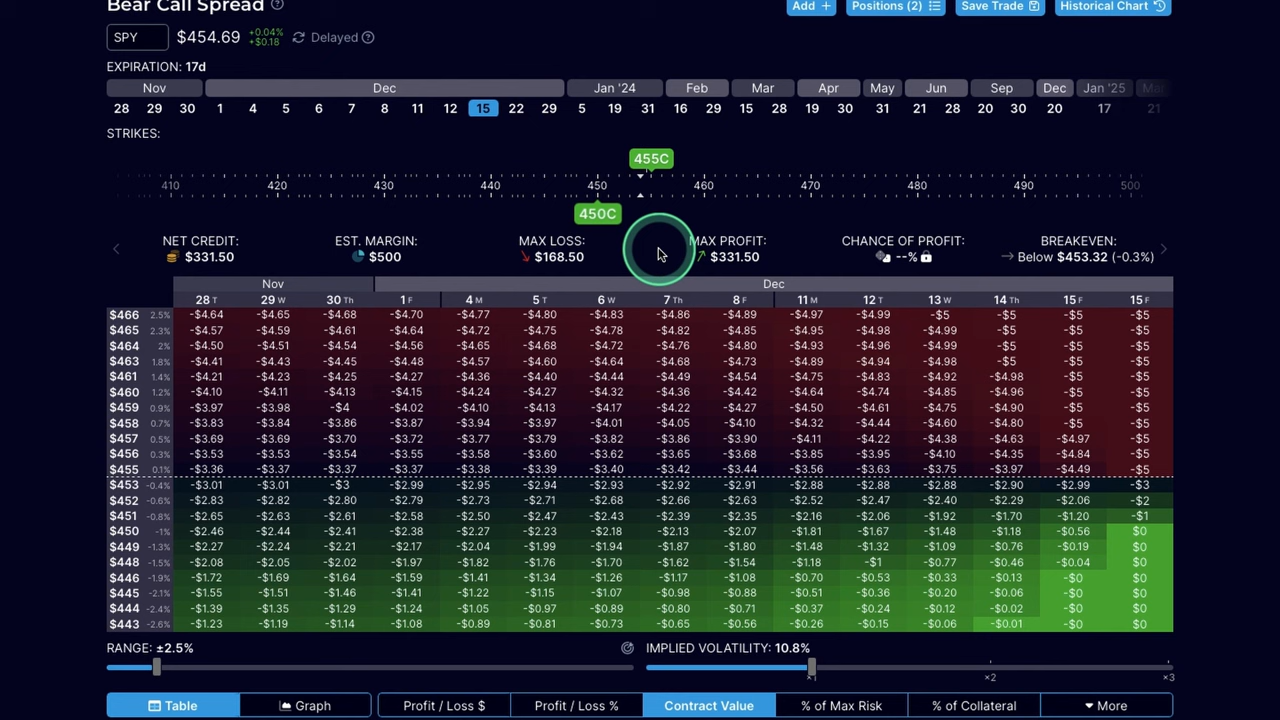 Bear Call Spread
Add + Positions (2) Save Trade Historical Chart
SPY $454.69 +0.04% +$0.18 Delayed
EXPIRATION: 17d
Nov Dec Jan '24 Feb Mar Apr May Jun Sep Dec Jan '25
28 29 30 1 4 5 6 7 8 11 12 15 22 29 5 19 31 16 29 15 28 19 30 31 21 28 20 30 20 17 21
STRIKES:
455C
410 420 430 440 450 460 470 480 490 500
450C
NET CREDIT: EST. MARGIN: MAX LOSS: MAX PROFIT: CHANCE OF PROFIT: BREAKEVEN:
$331.50 $500 $168.50 $331.50 --% Below $453.32 (-0.3%)
Nov Dec
28 T 29 W 30 Th 1 F 4 M 5 T 6 W 7 Th 8 F 11 M 12 T 13 W 14 Th 15 F 15 F
$466 2.5% -$4.64 -$4.65 -$4.68 -$4.70 -$4.77 -$4.80 -$4.83 -$4.86 -$4.89 -$4.97 -$4.99 -$5 -$5 -$5 -$5
$465 2.3% -$4.57 -$4.59 -$4.61 -$4.64 -$4.72 -$4.75 -$4.78 -$4.82 -$4.85 -$4.95 -$4.98 -$4.99 -$5 -$5 -$5
$464 2% -$4.50 -$4.51 -$4.54 -$4.56 -$4.65 -$4.68 -$4.72 -$4.76 -$4.80 -$4.93 -$4.96 -$4.99 -$5 -$5 -$5
$463 1.8% -$4.41 -$4.43 -$4.45 -$4.48 -$4.57 -$4.60 -$4.64 -$4.68 -$4.73 -$4.89 -$4.94 -$4.98 -$5 -$5 -$5
$461 1.4% -$4.21 -$4.23 -$4.25 -$4.27 -$4.36 -$4.40 -$4.44 -$4.49 -$4.54 -$4.75 -$4.83 -$4.92 -$4.98 -$5 -$5
$460 1.2% -$4.10 -$4.11 -$4.13 -$4.15 -$4.24 -$4.27 -$4.32 -$4.36 -$4.42 -$4.64 -$4.74 -$4.85 -$4.96 -$5 -$5
$459 0.9% -$3.97 -$3.98 -$4 -$4.02 -$4.10 -$4.13 -$4.17 -$4.22 -$4.27 -$4.50 -$4.61 -$4.75 -$4.90 -$5 -$5
$458 0.7% -$3.83 -$3.84 -$3.86 -$3.87 -$3.94 -$3.97 -$4.01 -$4.05 -$4.10 -$4.32 -$4.44 -$4.60 -$4.80 -$5 -$5
$457 0.5% -$3.69 -$3.69 -$3.70 -$3.72 -$3.77 -$3.79 -$3.82 -$3.86 -$3.90 -$4.11 -$4.22 -$4.38 -$4.63 -$4.97 -$5
$456 0.3% -$3.53 -$3.53 -$3.54 -$3.55 -$3.58 -$3.60 -$3.62 -$3.65 -$3.68 -$3.85 -$3.95 -$4.10 -$4.35 -$4.84 -$5
$455 0.1% -$3.36 -$3.37 -$3.37 -$3.37 -$3.38 -$3.39 -$3.40 -$3.42 -$3.44 -$3.56 -$3.63 -$3.75 -$3.97 -$4.49 -$5
$453 -0.4% -$3.01 -$3.01 -$3 -$2.99 -$2.95 -$2.94 -$2.93 -$2.92 -$2.91 -$2.88 -$2.88 -$2.88 -$2.90 -$2.99 -$3
$452 -0.6% -$2.83 -$2.82 -$2.80 -$2.79 -$2.73 -$2.71 -$2.68 -$2.66 -$2.63 -$2.52 -$2.47 -$2.40 -$2.29 -$2.06 -$2
$451 -0.8% -$2.65 -$2.63 -$2.61 -$2.58 -$2.50 -$2.47 -$2.43 -$2.39 -$2.35 -$2.16 -$2.06 -$1.92 -$1.70 -$1.20 -$1
$450 -1% -$2.46 -$2.44 -$2.41 -$2.38 -$2.27 -$2.23 -$2.18 -$2.13 -$2.07 -$1.81 -$1.67 -$1.48 -$1.18 -$0.56 $0
$449 -1.3% -$2.27 -$2.24 -$2.21 -$2.17 -$2.04 -$1.99 -$1.94 -$1.87 -$1.80 -$1.48 -$1.32 -$1.09 -$0.76 -$0.19 $0
$448 -1.5% -$2.08 -$2.05 -$2.02 -$1.97 -$1.82 -$1.76 -$1.70 -$1.62 -$1.54 -$1.18 -$1 -$0.77 -$0.46 -$0.04 $0
$446 -1.9% -$1.72 -$1.69 -$1.64 -$1.59 -$1.41 -$1.34 -$1.26 -$1.17 -$1.08 -$0.70 -$0.53 -$0.33 -$0.13 -$0 $0
$445 -2.1% -$1.55 -$1.51 -$1.46 -$1.41 -$1.22 -$1.15 -$1.07 -$0.98 -$0.88 -$0.51 -$0.36 -$0.20 -$0.06 -$0 $0
$444 -2.4% -$1.39 -$1.35 -$1.29 -$1.24 -$1.05 -$0.97 -$0.89 -$0.80 -$0.71 -$0.37 -$0.24 -$0.12 -$0.02 -$0 $0
$443 -2.6% -$1.23 -$1.19 -$1.14 -$1.08 -$0.89 -$0.81 -$0.73 -$0.65 -$0.56 -$0.26 -$0.15 -$0.06 -$0.01 -$0 $0
RANGE: ±2.5% IMPLIED VOLATILITY: 10.8%
×1 ×2 ×3
Table Graph Profit / Loss $ Profit / Loss % Contract Value % of Max Risk % of Collateral More